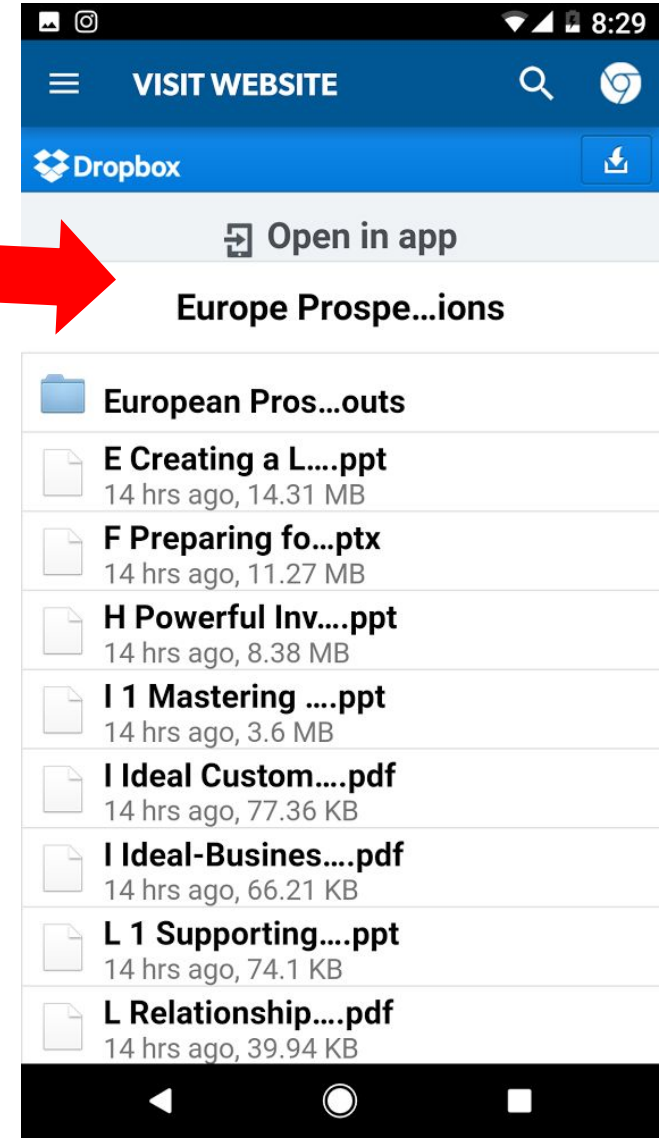 8:29
VISIT WEBSITE
Dropbox
Open in app
Europe Prospe...ions
European Pros...outs
E Creating a L....ppt
14 hrs ago, 14.31 MB
F Preparing fo...ptx
14 hrs ago, 11.27 MB
H Powerful Inv....ppt
14 hrs ago, 8.38 MB
I 1 Mastering ....ppt
14 hrs ago, 3.6 MB
I Ideal Custom....pdf
14 hrs ago, 77.36 KB
I Ideal-Busines....pdf
14 hrs ago, 66.21 KB
L 1 Supporting....ppt
14 hrs ago, 74.1 KB
L Relationship....pdf
14 hrs ago, 39.94 KB